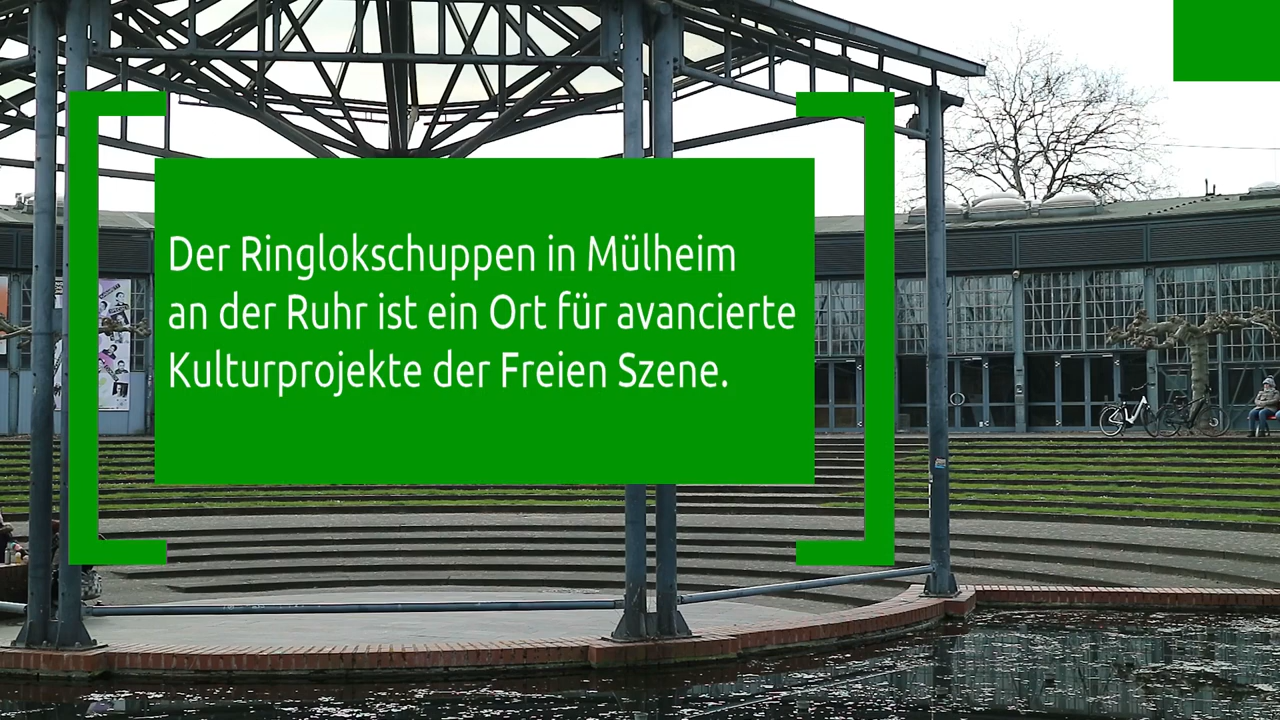 Der Ringlokschuppen in Mülheim
an der Ruhr ist ein Ort für avancierte
Kulturprojekte der Freien Szene.